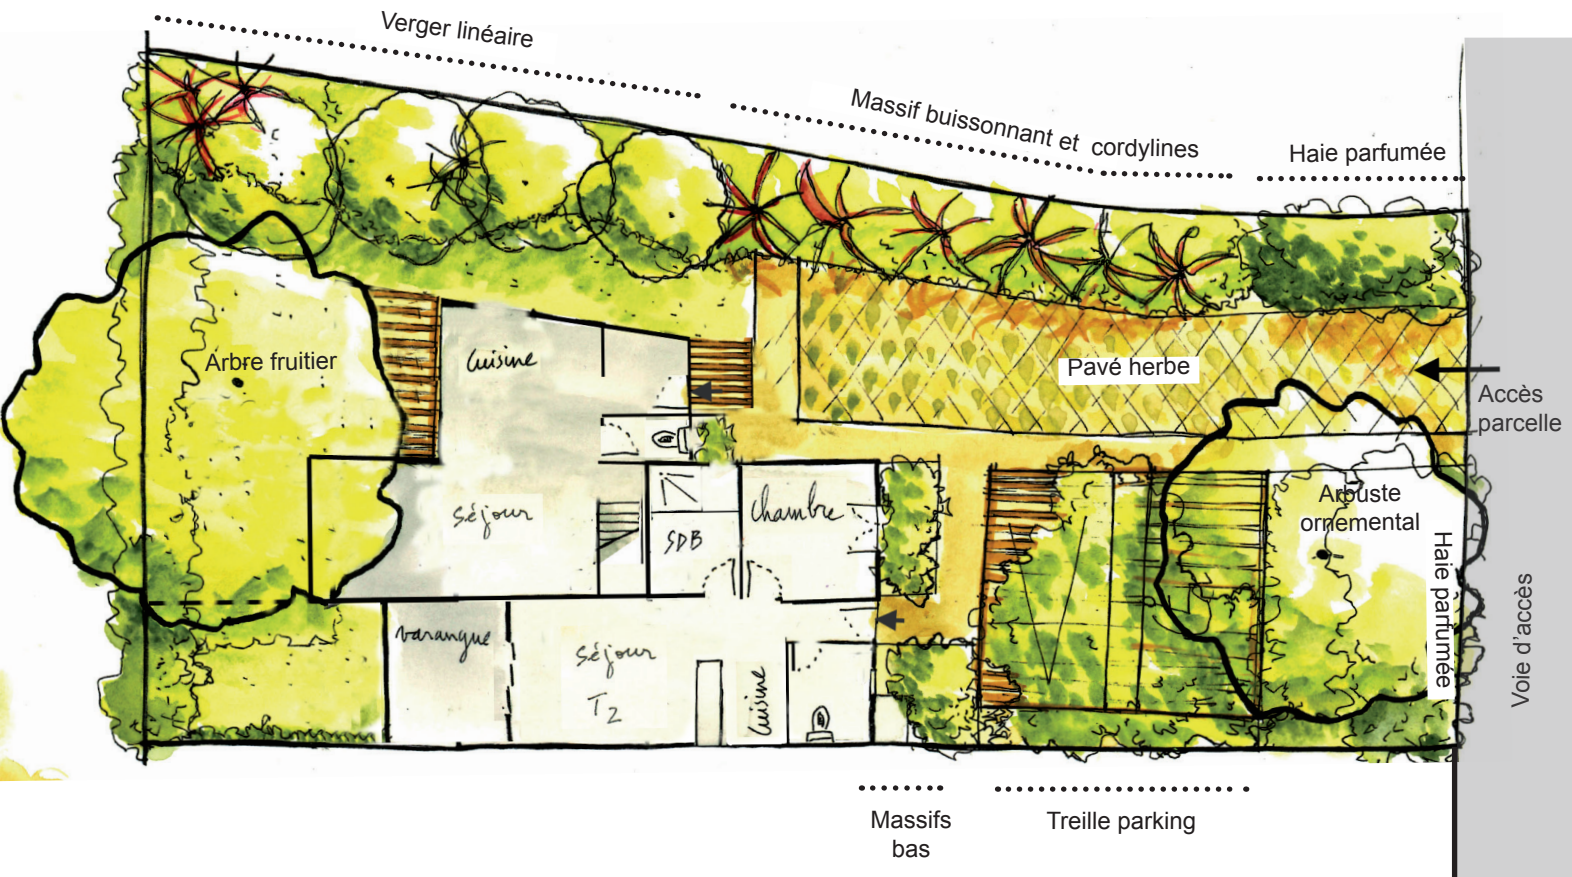 Verger linéaire
Massif buissonnant et cordylines
Haie parfumée
Arbre fruitier
Cuisine
Pavé herbe
Accès
parcelle
Séjour
SDB
Chambre
Arbuste
ornemental
Haie parfumée
Voie d'accès
varangue
Séjour
T2
Cuisine
Massifs
bas
Treille parking